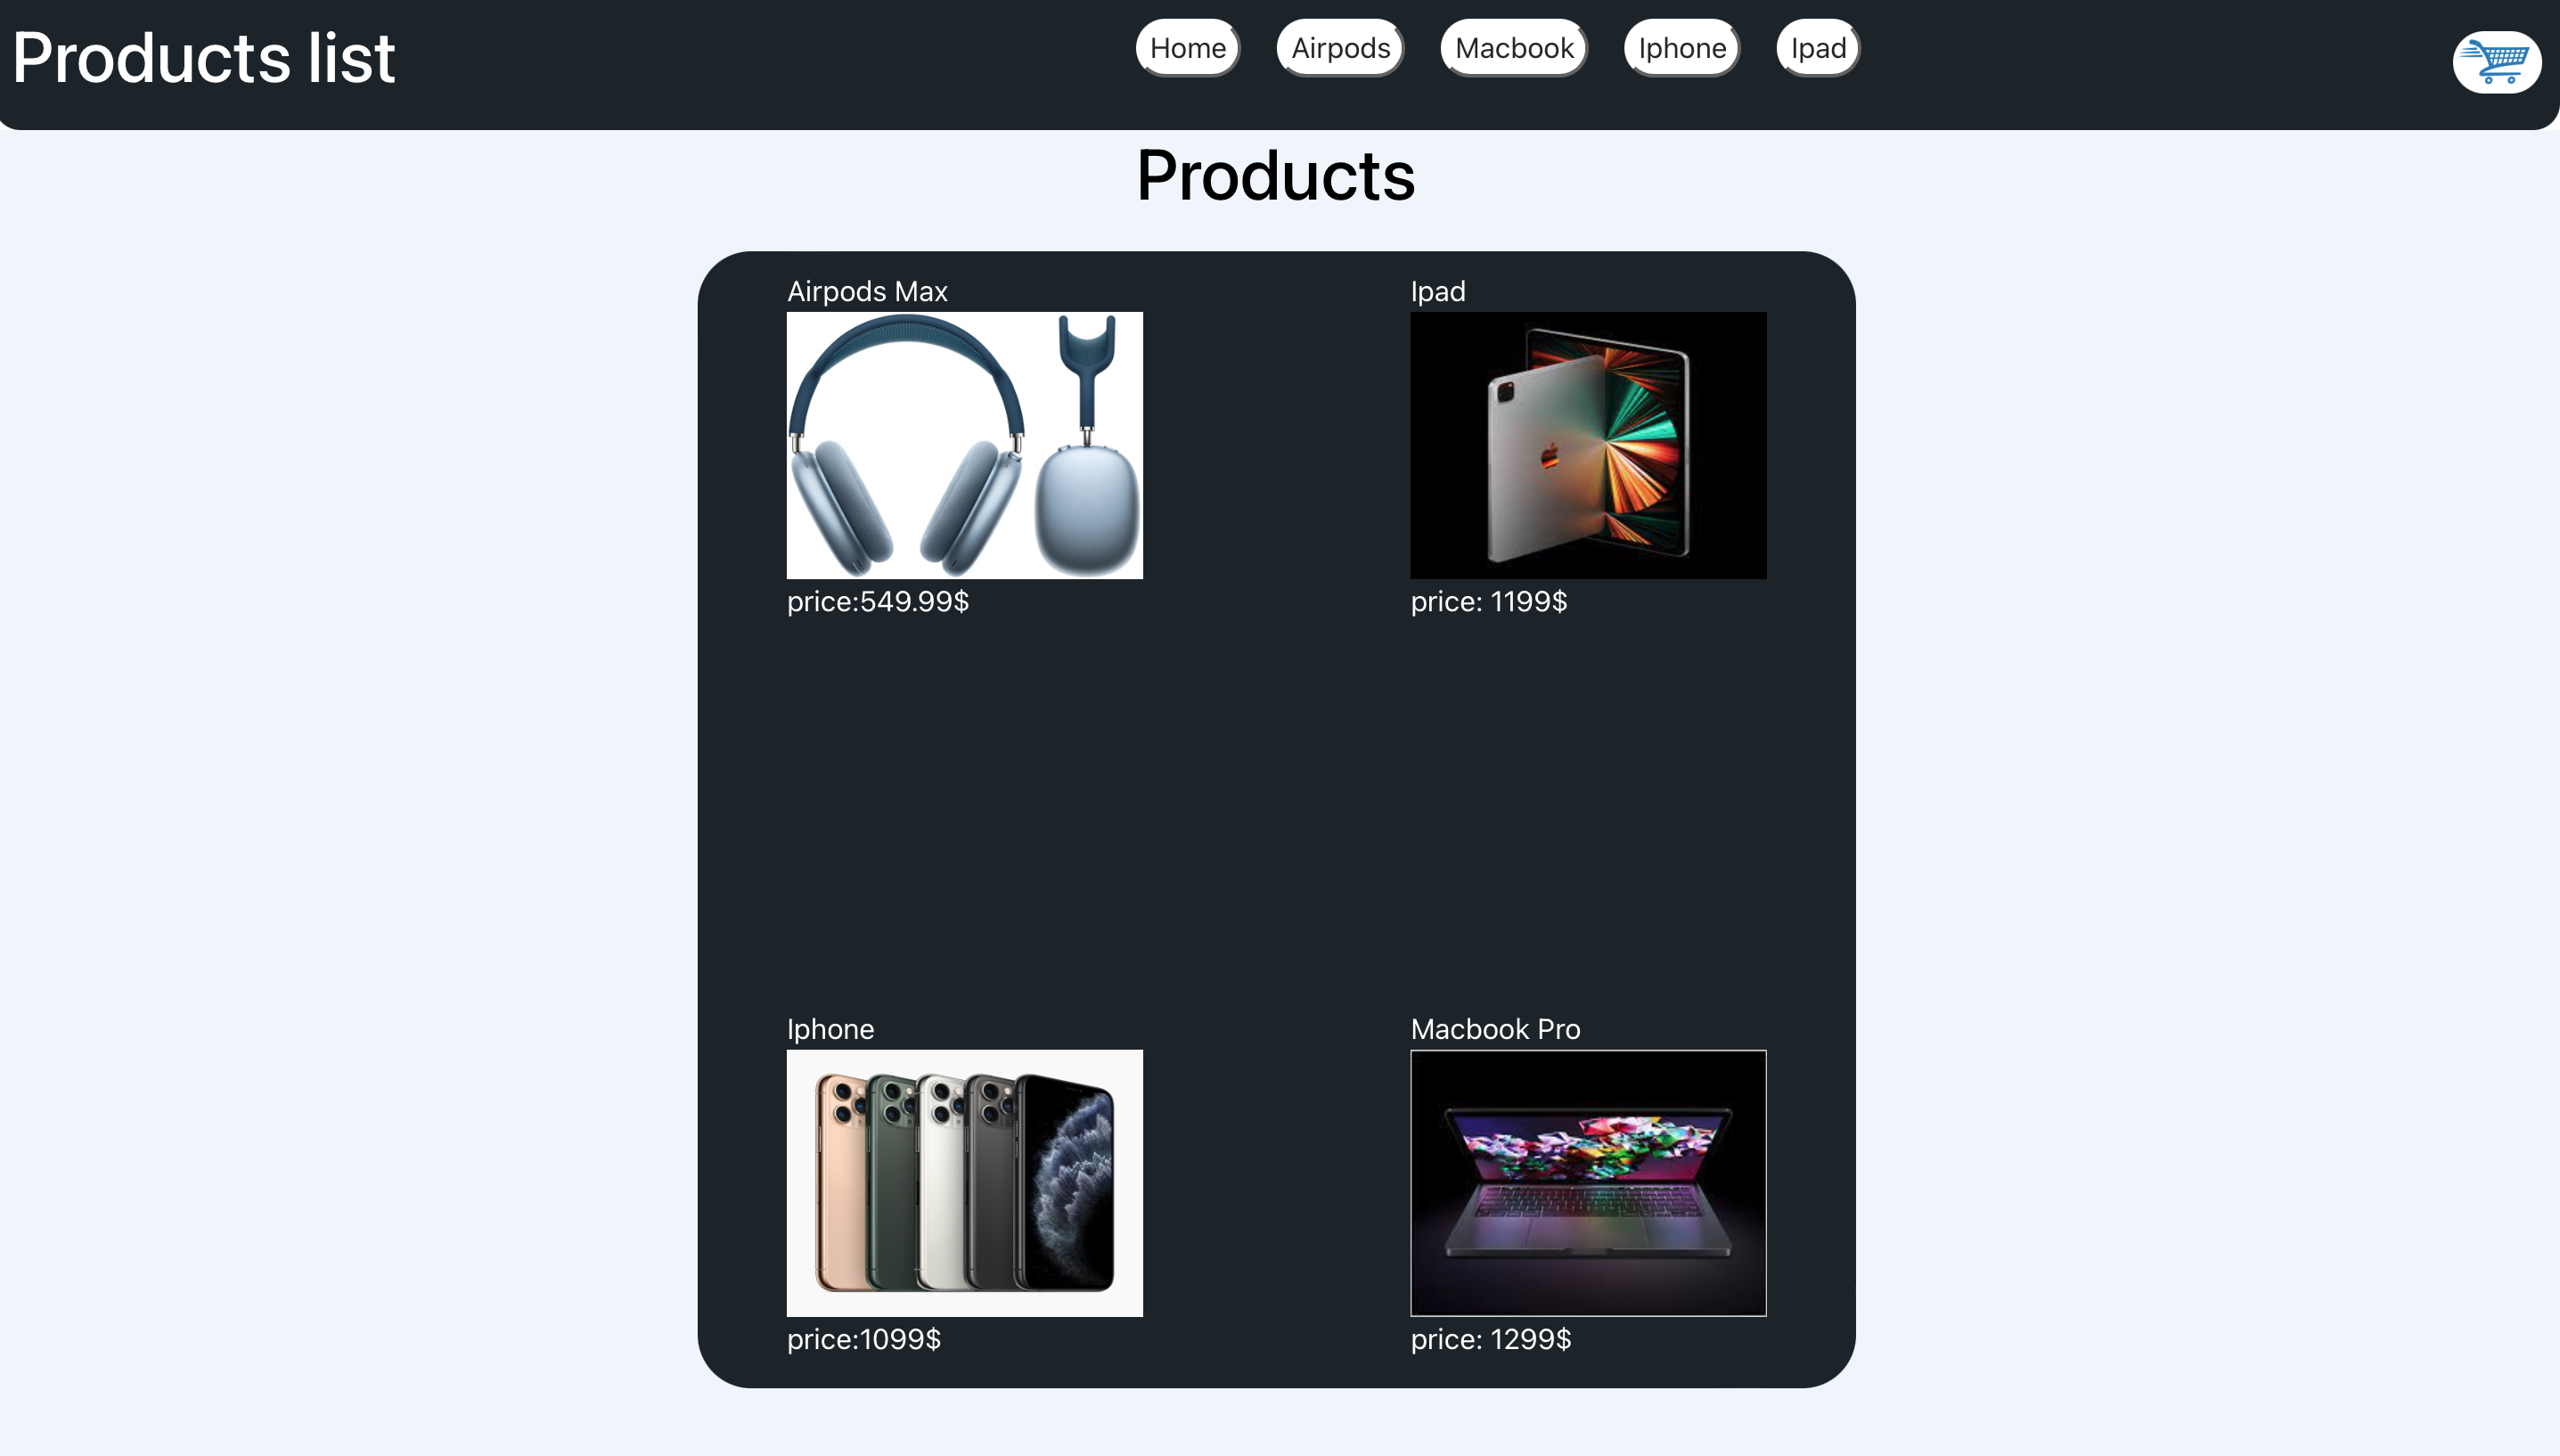 Products list
Home
Airpods
Macbook
Iphone
Ipad
Products
Airpods Max
Ipad
price:549.99$
price: 1199$
Iphone
Macbook Pro
price:1099$
price: 1299$